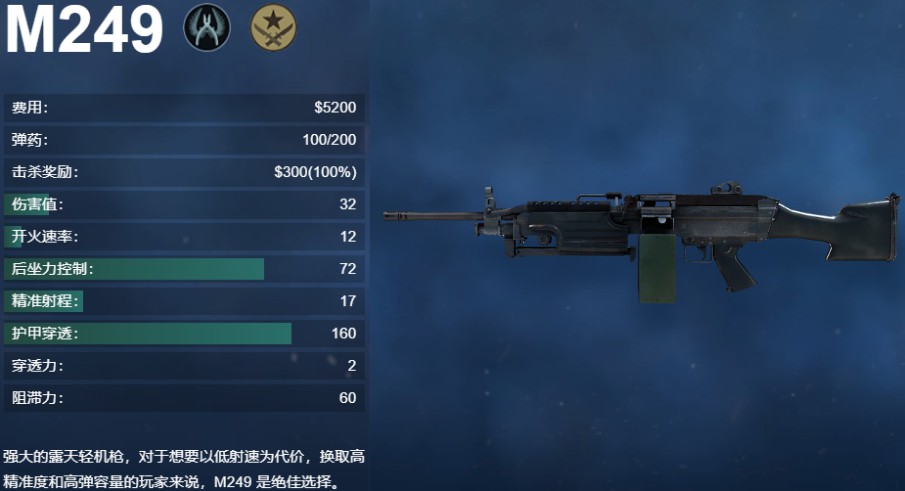 M249
费用： $5200
弹药： 100/200
击杀奖励： $300(100%)
伤害值： 32
开火速率： 12
后坐力控制： 72
精准射程： 17
护甲穿透： 160
穿透力： 2
阻滞力： 60
强大的露天轻机枪，对于想要以低射速为代价，换取高
精准度和高弹容量的玩家来说，M249 是绝佳选择。